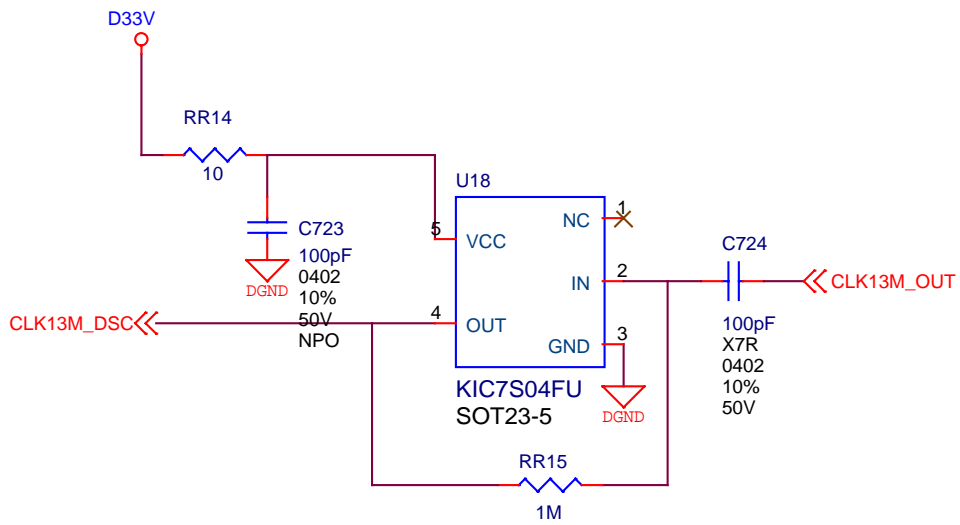 D33V
RR14
10
C723
100pF
0402
10%
50V
NPO
DGND
U18
5
VCC
NC
1
IN
2
4
OUT
GND
3
KIC7S04FU
SOT23-5
DGND
C724
100pF
X7R
0402
10%
50V
CLK13M_OUT
CLK13M_DSC
RR15
1M